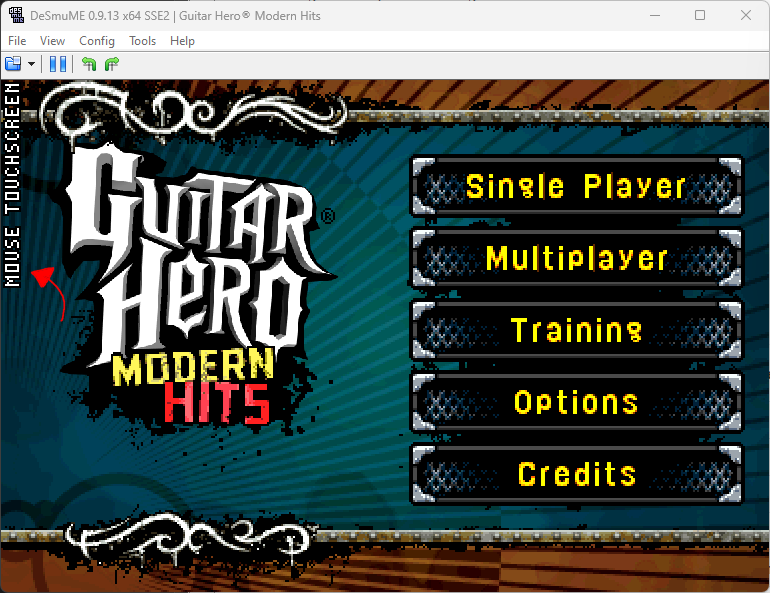 DeSmuME 0.9.13 x64 SSE2 | Guitar Hero® Modern Hits
File View Config Tools Help
MOUSE TOUCHSCREEN
GUITAR
HERO
®
MODERN
HITS
Single Player
Multiplayer
Training
Options
Credits